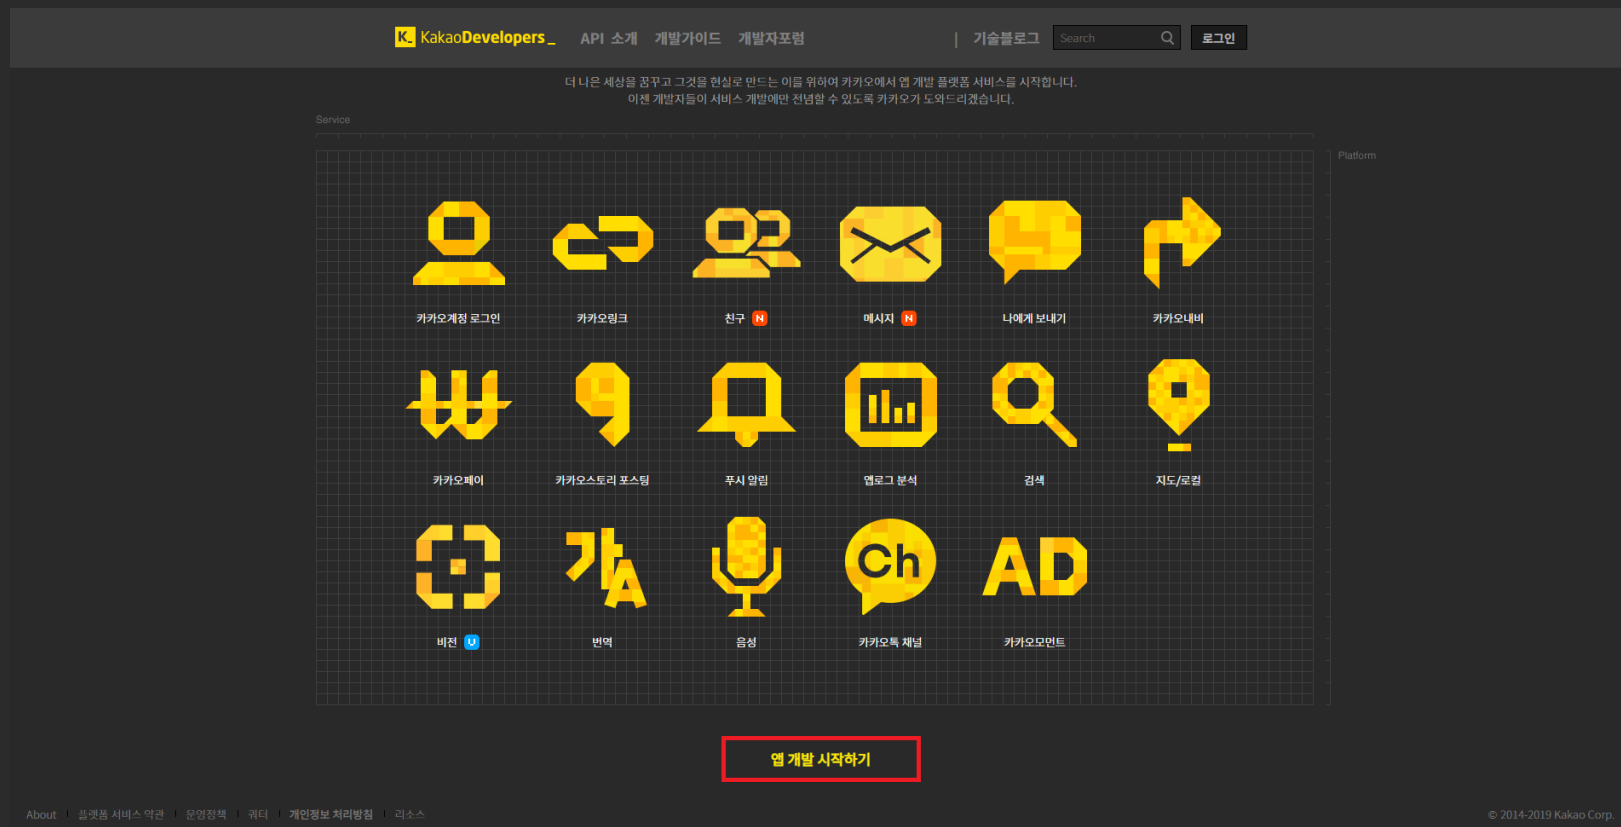 K_ KakaoDevelopers_ API 소개 개발가이드 개발자포럼 | 기술블로그 Search 로그인
더 나은 세상을 꿈꾸고 그것을 현실로 만드는 이를 위하여 카카오에서 앱 개발 플랫폼 서비스를 시작합니다.
이젠 개발자들이 서비스 개발에만 전념할 수 있도록 카카오가 도와드리겠습니다.
Service
Platform
카카오계정 로그인 카카오링크 친구 N 메시지 N 나에게 보내기 카카오내비
카카오페이 카카오스토리 포스팅 푸시 알림 앱로그 분석 검색 지도/로컬
가A Ch AD
비전 U 번역 음성 카카오톡 채널 카카오모먼트
앱 개발 시작하기
About 플랫폼 서비스 약관 운영정책 쿼터 개인정보 처리방침 리소스 © 2014-2019 Kakao Corp.